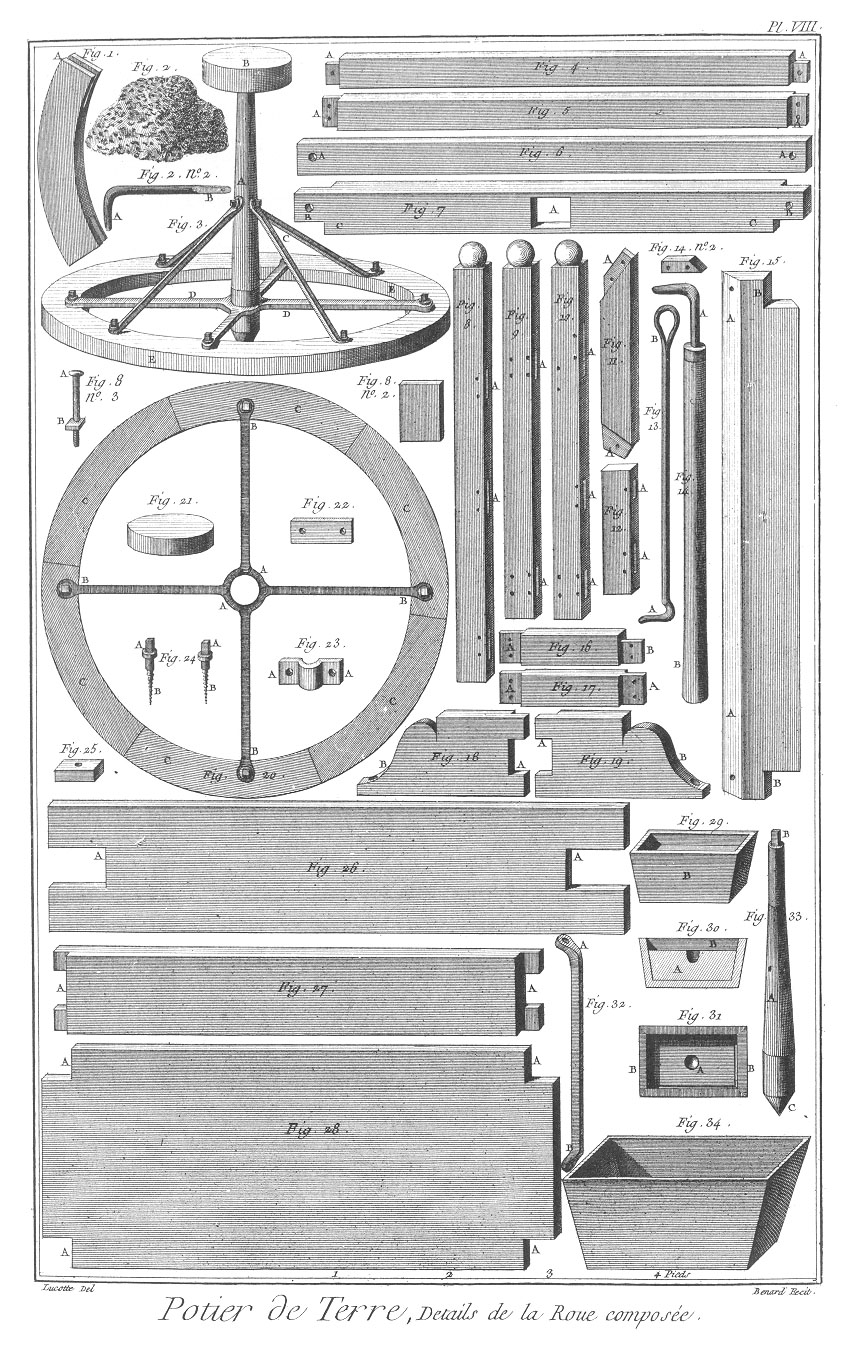 Pl. VIII.
A Fig. 1.
Fig. 2.
B
A Fig. 4. A
A Fig. 5 A
Fig. 2. n.º 2.
A B
A Fig. 6. A
A
Fig. 3.
B Fig. 7 A B
C C
C
D E
D
E
Fig. 8
Fig. 9
Fig. 10
A
Fig. 11.
A
Fig. 14. n.º 2.
A
B
Fig. 13.
A
Fig. 14.
B
Fig. 15.
A B
A B
A A A
A A A
Fig. 12.
A
A
A Fig. 8
B n.º 3
Fig. 8.
n.º 2.
C C C C C C
B B B B
A A
Fig. 21.
Fig. 22.
A Fig. 24 A
B B
Fig. 23.
A A
Fig. 20.
Fig. 25.
A Fig. 16 B
A Fig. 17. A
Fig. 18
B A
Fig. 19.
A B
A Fig. 26. A
Fig. 29.
B
Fig. 33.
B
A
C
Fig. 30.
B
A
A Fig. 27. A
A
Fig. 32.
B
Fig. 31
B A B
A A
Fig. 28.
A A
Fig. 34.
1 2 3 4 Pieds
Lucotte Del Benard Fecit.
Potier de Terre, Details de la Roue composée.